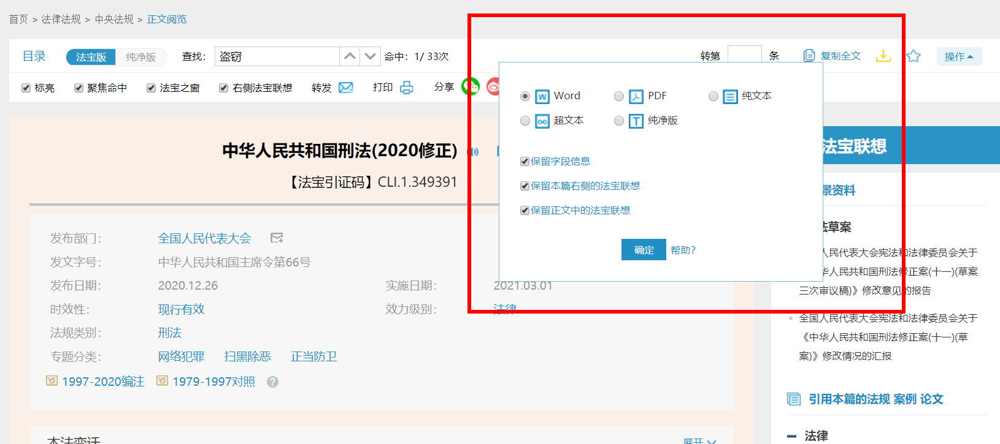 首页 > 法律法规 > 中央法规 > 正文阅览
目录 法宝版 纯净版 查找： 盗窃 命中：1/ 33次 转第 条 复制全文 操作
标亮 聚焦命中 法宝之窗 右侧法宝联想 转发 打印 分享
Word PDF 纯文本
超文本 纯净版
保留字段信息
保留本篇右侧的法宝联想
保留正文中的法宝联想
确定 帮助?
中华人民共和国刑法(2020修正)
【法宝引证码】CLI.1.349391
发布部门： 全国人民代表大会
发文字号： 中华人民共和国主席令第66号
发布日期： 2020.12.26 实施日期： 2021.03.01
时效性： 现行有效 效力级别： 法律
法规类别： 刑法
专题分类： 网络犯罪 扫黑除恶 正当防卫
VS 1997-2020编注 VS 1979-1997对照 ?
本法变迁 展开
法宝联想
景资料
法草案
人民代表大会宪法和法律委员会关于
华人民共和国刑法修正案(十一)(草案
三次审议稿)》修改意见的报告
全国人民代表大会宪法和法律委员会关于
《中华人民共和国刑法修正案(十一)(草
案)》修改情况的汇报
引用本篇的法规 案例 论文
法律